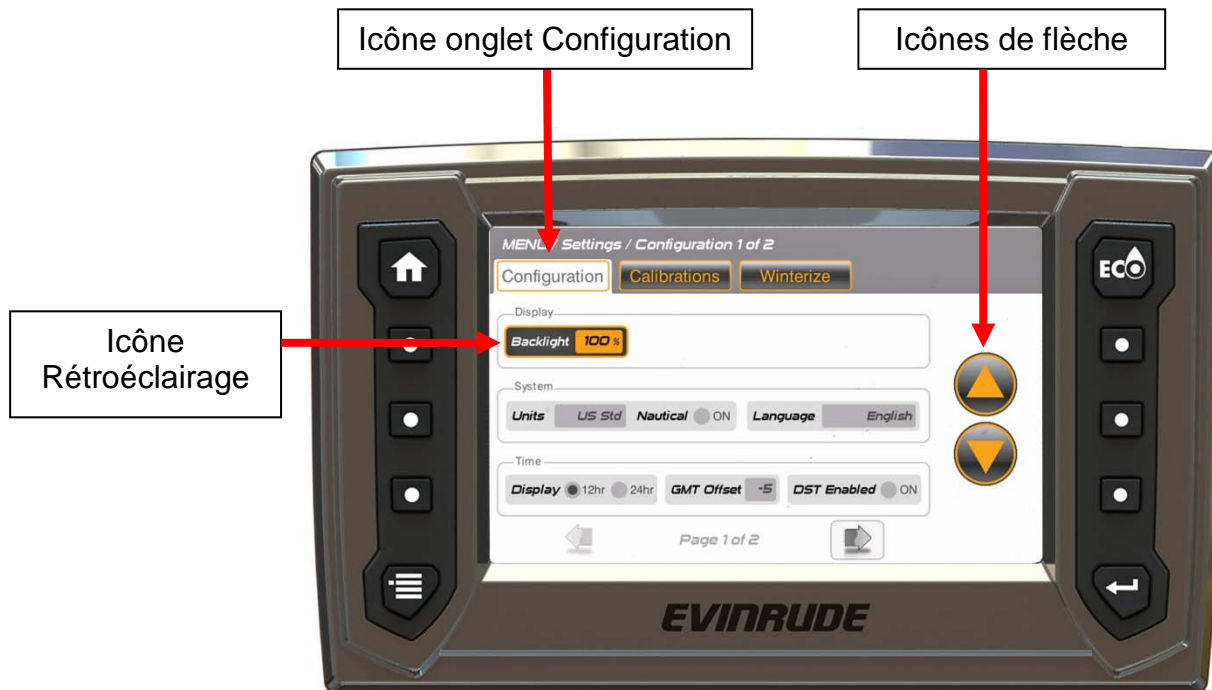 Icône onglet Configuration
Icônes de flèche
MENU / Settings / Configuration 1 of 2
ECO
Configuration
Calibrations
Winterize
Icône
Rétroéclairage
Display
Backlight 100 %
System
Units US Std Nautical ON Language English
Time
Display 12hr 24hr GMT Offset -5 DST Enabled ON
Page 1 of 2
EVINRUDE